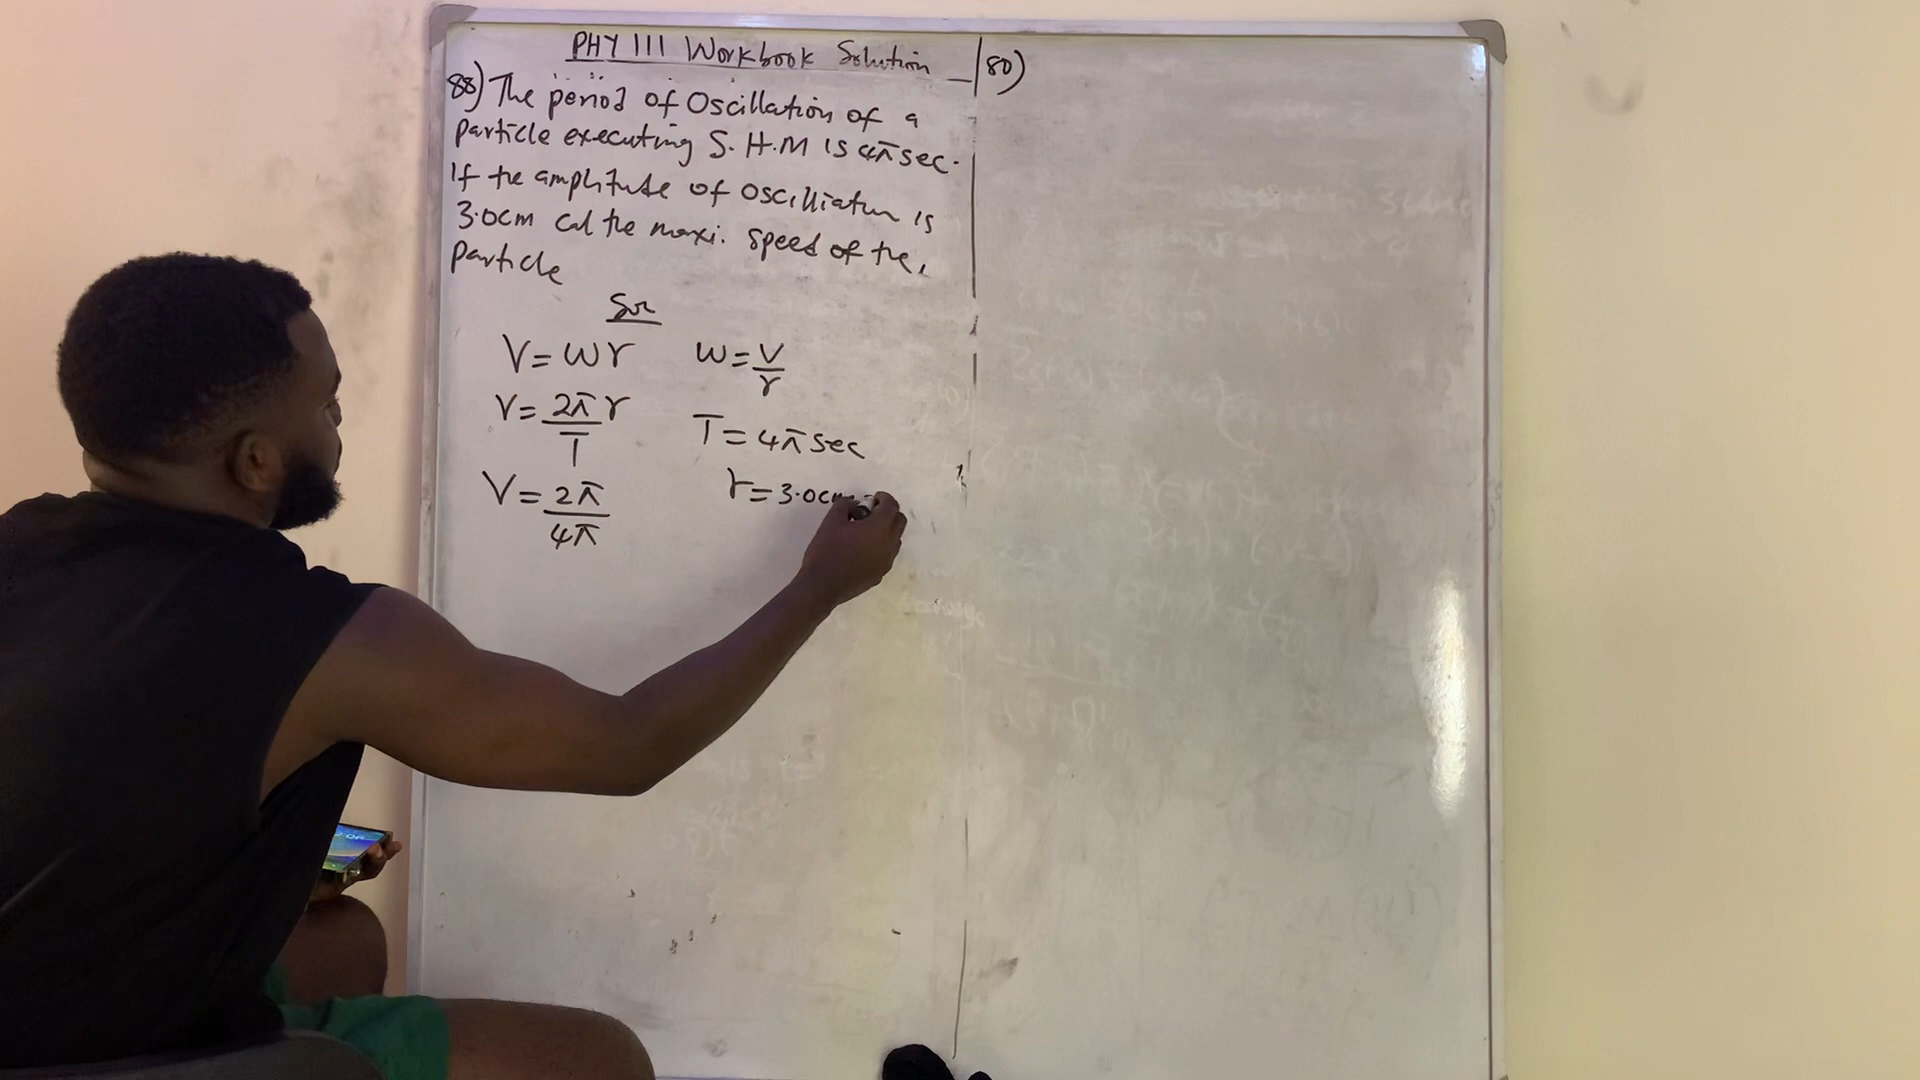 PHY 111 Workbook Solution
88) The period of Oscillation of a
particle executing S.H.M is 4π sec.
If the amplitude of oscilliation is
3.0cm cal the maxi. speed of the
particle
Sol
V = ωr
ω = V/r
V = 2πr/T
T = 4π sec
V = 2π/4π
r = 3.0cm
80)